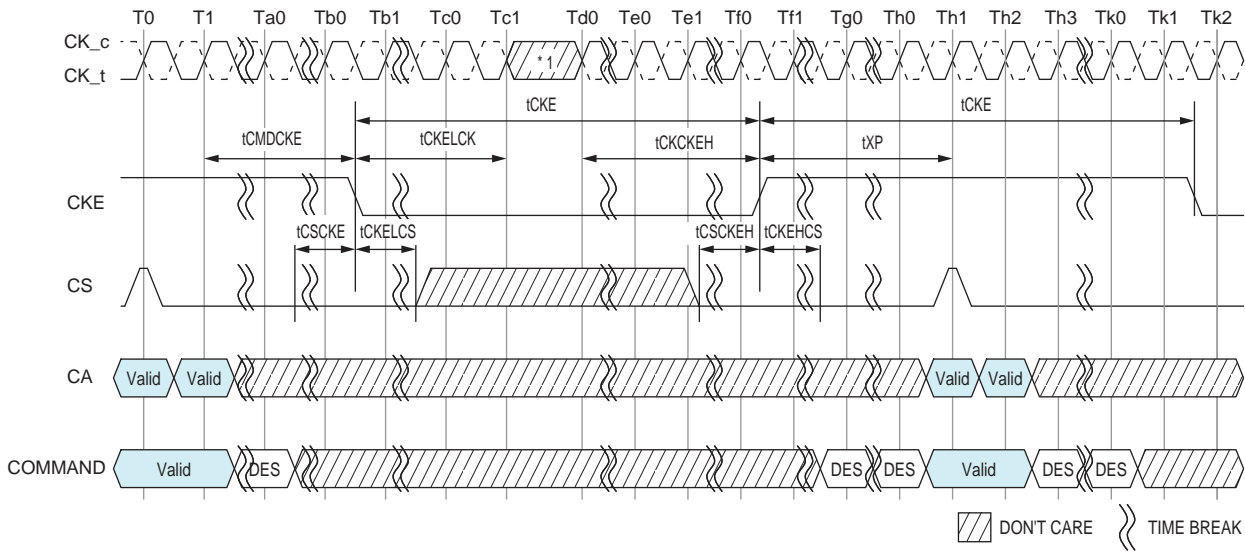 T0 T1 Ta0 Tb0 Tb1 Tc0 Tc1 Td0 Te0 Te1 Tf0 Tf1 Tg0 Th0 Th1 Th2 Th3 Tk0 Tk1 Tk2
CK_c
CK_t
* 1
tCKE tCKE
tCMDCKE tCKELCK tCKCKEH tXP
CKE
tCSCKE tCKELCS tCSCKEH tCKEHCS
CS
CA Valid Valid Valid Valid
COMMAND Valid DES DES DES Valid DES DES
DON'T CARE TIME BREAK